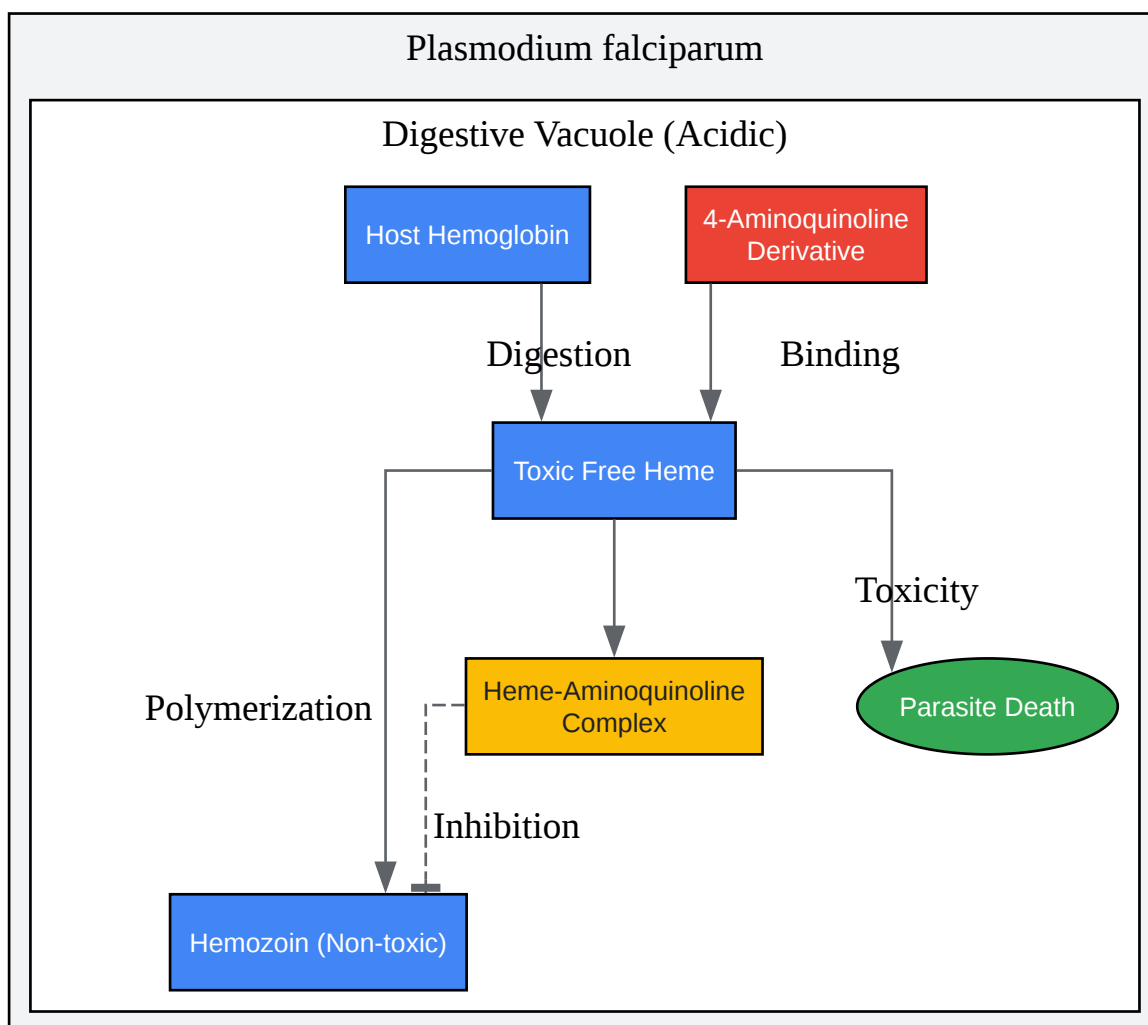 Plasmodium falciparum
Digestive Vacuole (Acidic)
Host Hemoglobin
4-Aminoquinoline
Derivative
Digestion
Binding
Toxic Free Heme
Toxicity
Heme-Aminoquinoline
Complex
Parasite Death
Polymerization
Inhibition
Hemozoin (Non-toxic)